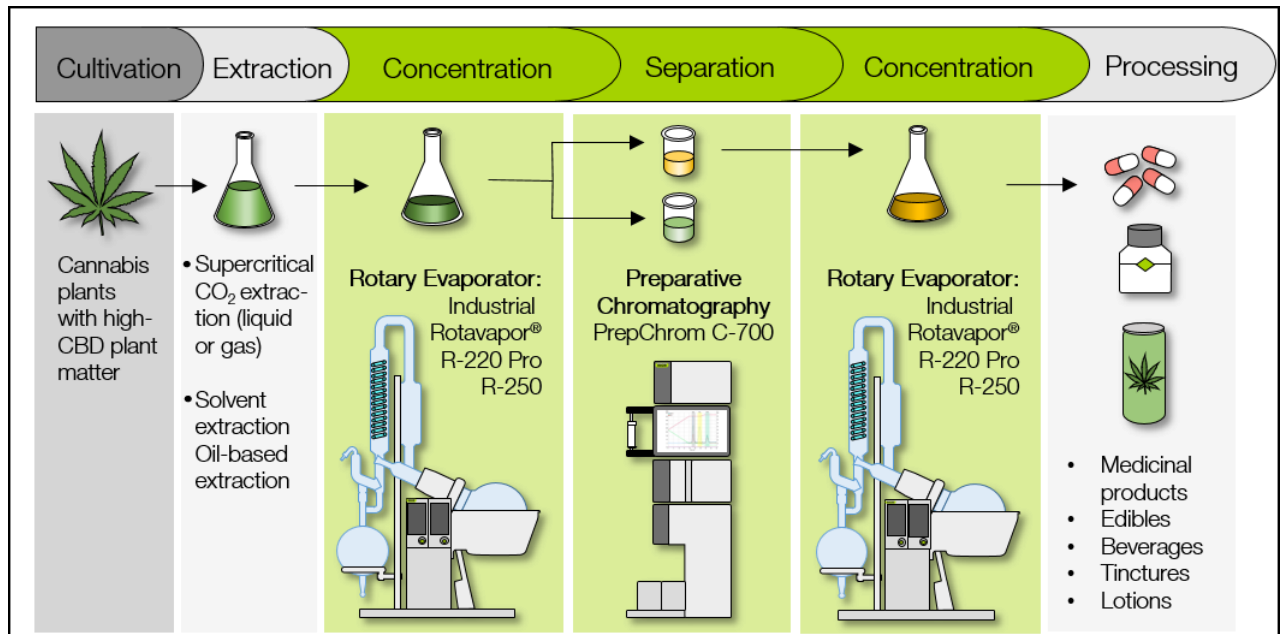 Cultivation
Extraction
Concentration
Separation
Concentration
Processing
Cannabis
plants
with high-
CBD plant
matter
•Supercritical
CO₂ extrac-
tion (liquid
or gas)
•Solvent
extraction
Oil-based
extraction
Rotary Evaporator:
Industrial
Rotavapor®
R-220 Pro
R-250
Preparative
Chromatography
PrepChrom C-700
Rotary Evaporator:
Industrial
Rotavapor®
R-220 Pro
R-250
• Medicinal
products
• Edibles
• Beverages
• Tinctures
• Lotions